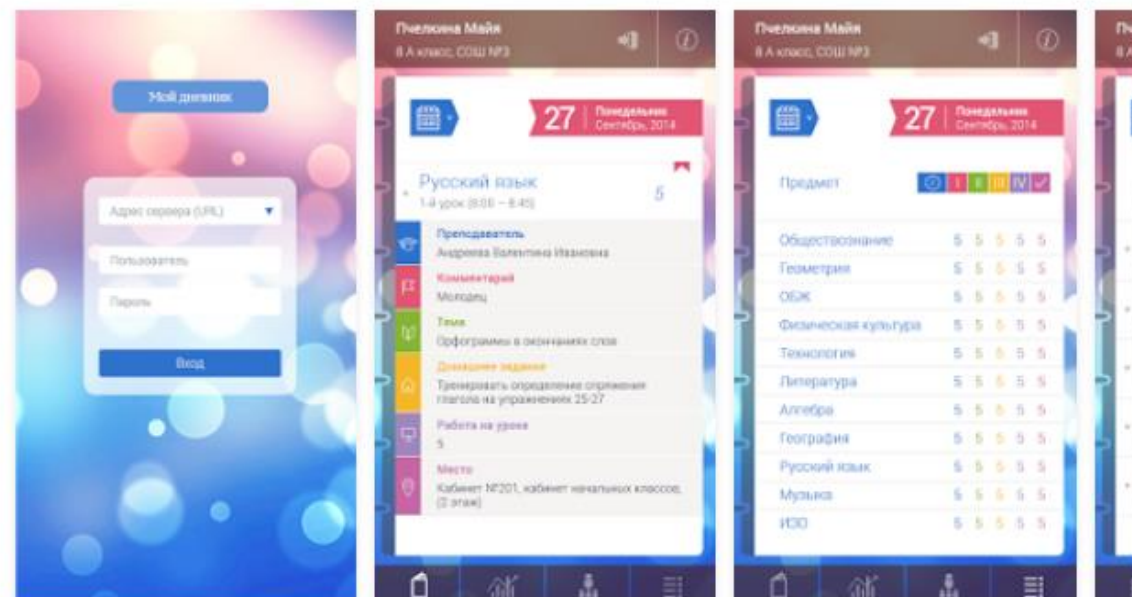 Мой дневник
Адрес сервера (URL)
Пользователь
Пароль
Вход
Пчелкина Майя
8 А класс, СОШ №3
27
Понедельник
Сентябрь, 2014
Русский язык
5
1-й урок (8:00 – 8:45)
Преподаватель
Андреева Валентина Ивановна
Комментарий
Молодец
Тема
Орфограммы в окончаниях слов
Домашнее задание
Тренировать определение спряжения
глагола на упражнениях 25-27
Работа на уроке
5
Место
Кабинет №201, кабинет начальных классов,
(2 этаж)
Пчелкина Майя
8 А класс, СОШ №3
27
Понедельник
Сентябрь, 2014
Предмет I II III IV
Обществознание 5 5 5 5 5
Геометрия 5 5 5 5 5
ОБЖ 5 5 5 5 5
Физическая культура 5 5 5 5 5
Технология 5 5 5 5 5
Литература 5 5 5 5 5
Алгебра 5 5 5 5 5
География 5 5 5 5 5
Русский язык 5 5 5 5 5
Музыка 5 5 5 5 5
ИЗО 5 5 5 5 5